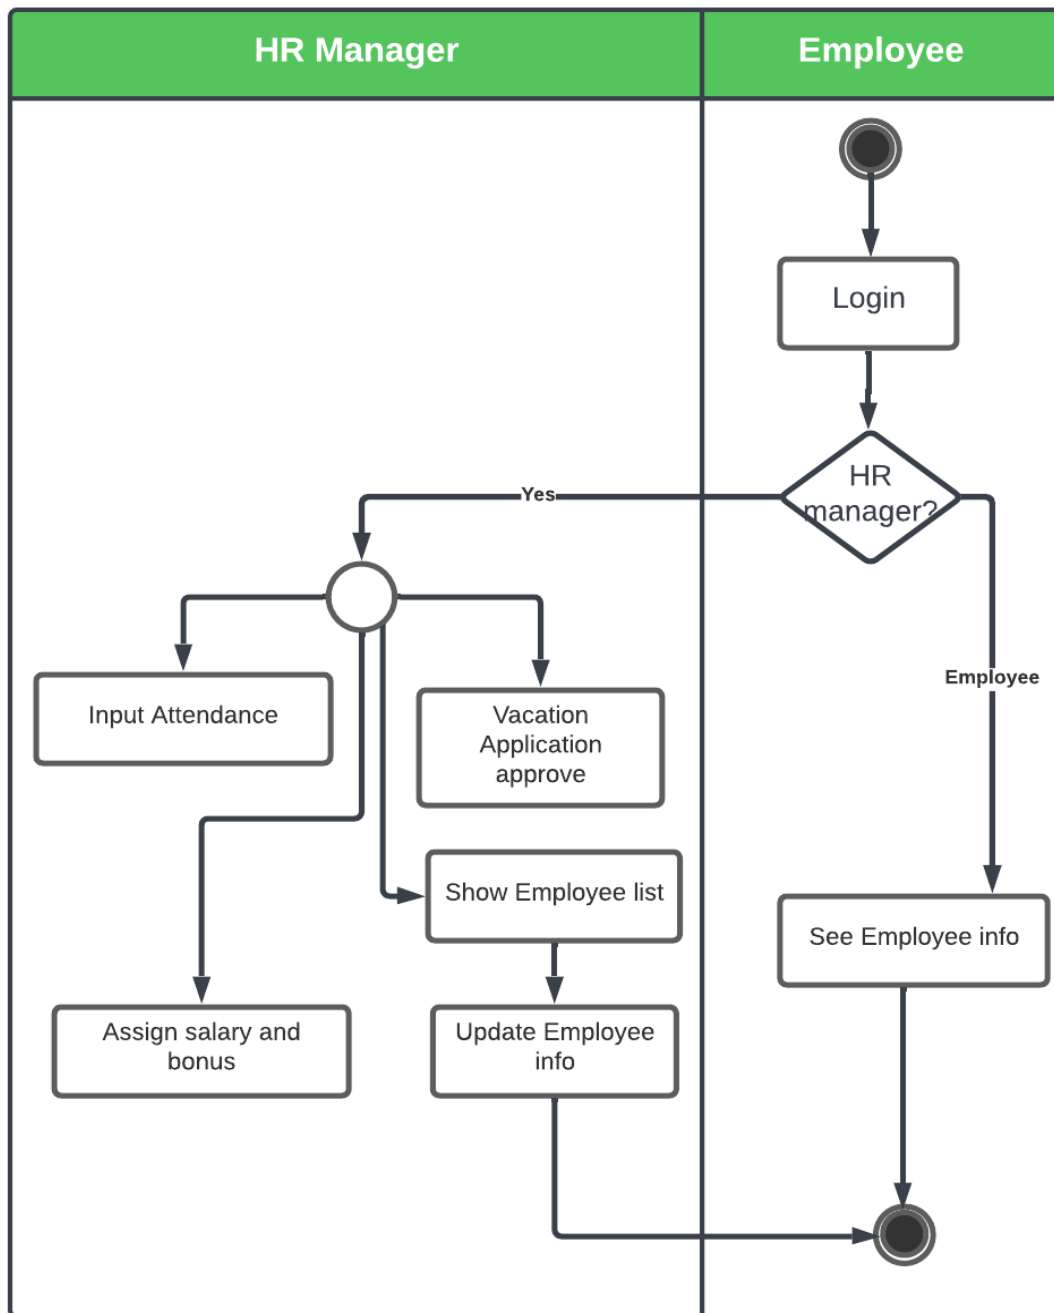 HR Manager
Employee
Login
HR
manager?
Yes
Employee
Input Attendance
Vacation
Application
approve
Show Employee list
See Employee info
Assign salary and
bonus
Update Employee
info